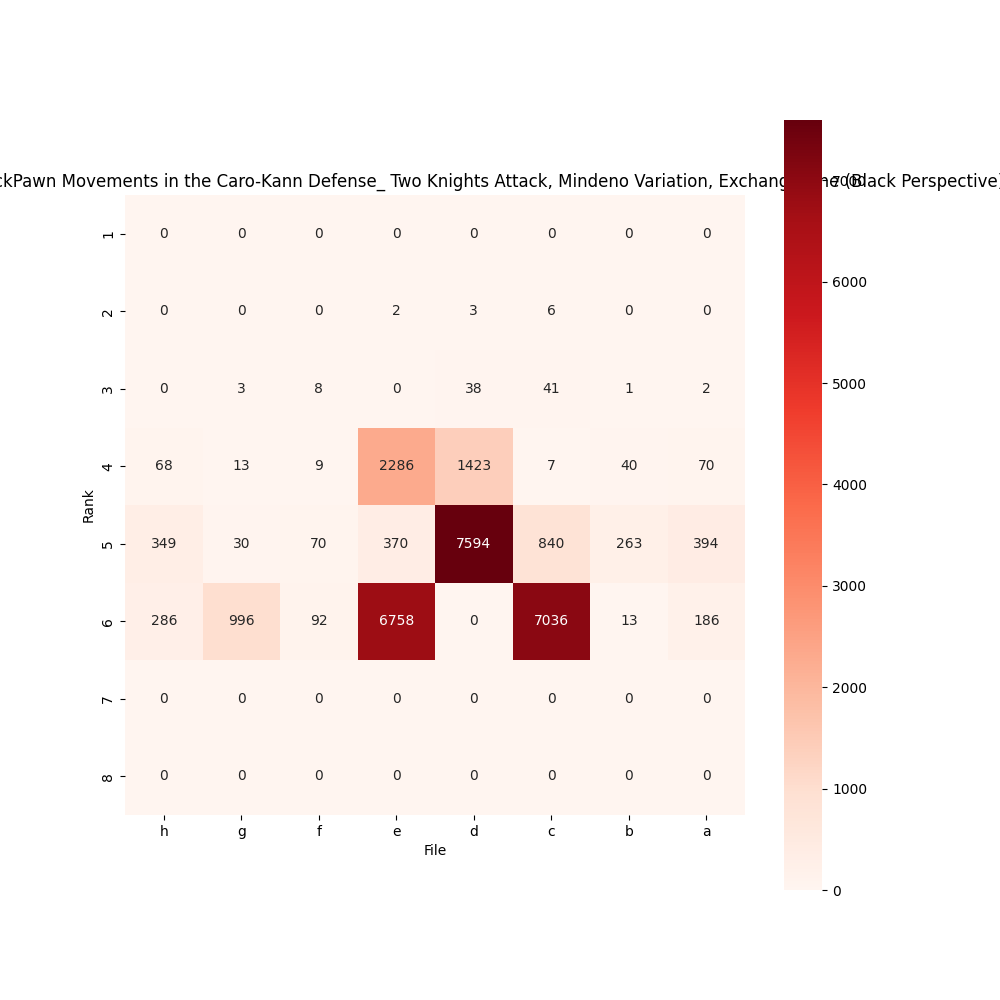 ckPawn Movements in the Caro-Kann Defense_ Two Knights Attack, Mindeno Variation, Exchange Line (Black Perspective)
7000
1 0 0 0 0 0 0 0 0
6000
2 0 0 0 2 3 6 0 0
5000
3 0 3 8 0 38 41 1 2
4000
4 68 13 9 2286 1423 7 40 70
Rank
5 349 30 70 370 7594 840 263 394
3000
6 286 996 92 6758 0 7036 13 186
2000
7 0 0 0 0 0 0 0 0
8 0 0 0 0 0 0 0 0
1000
h g f e d c b a
File
0